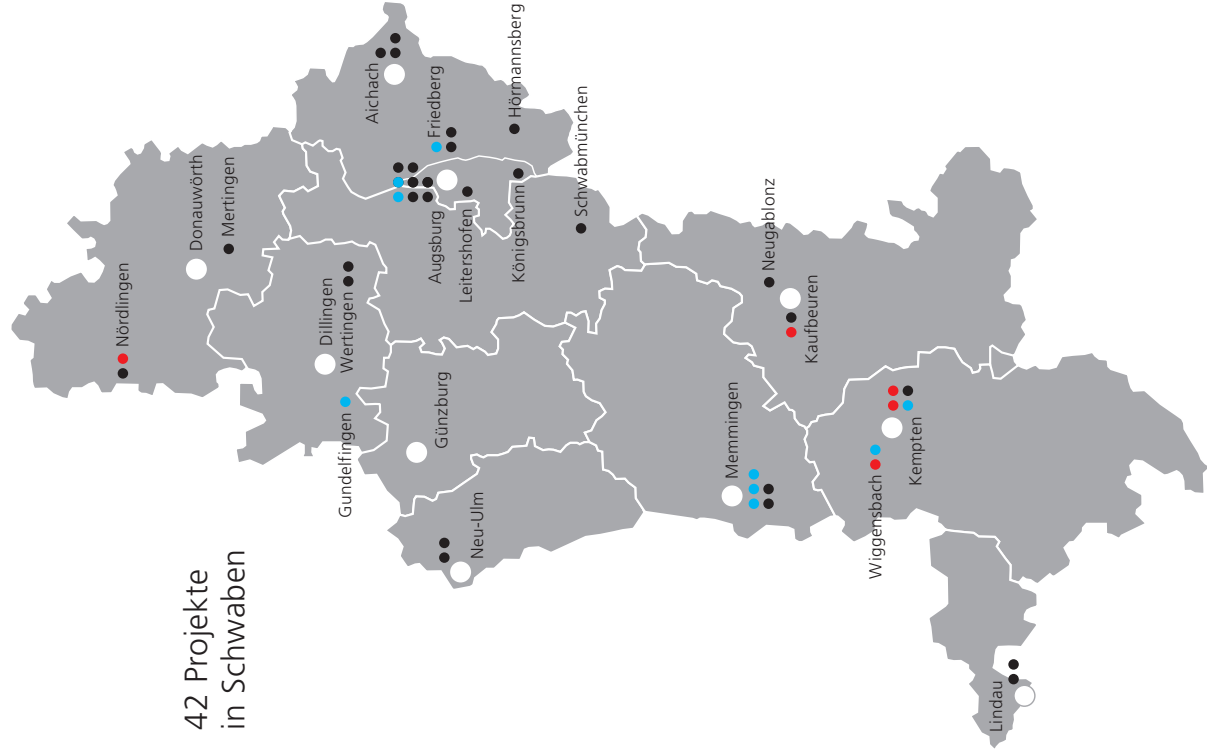 42 Projekte
in Schwaben
Nördlingen
Donauwörth
Mertingen
Dillingen
Wertingen
Gundelfingen
Günzburg
Neu-Ulm
Aichach
Friedberg
Augsburg
Leitershofen
Hörmannsberg
Königsbrunn
Schwabmünchen
Memmingen
Neugablonz
Kaufbeuren
Wiggensbach
Kempten
Lindau